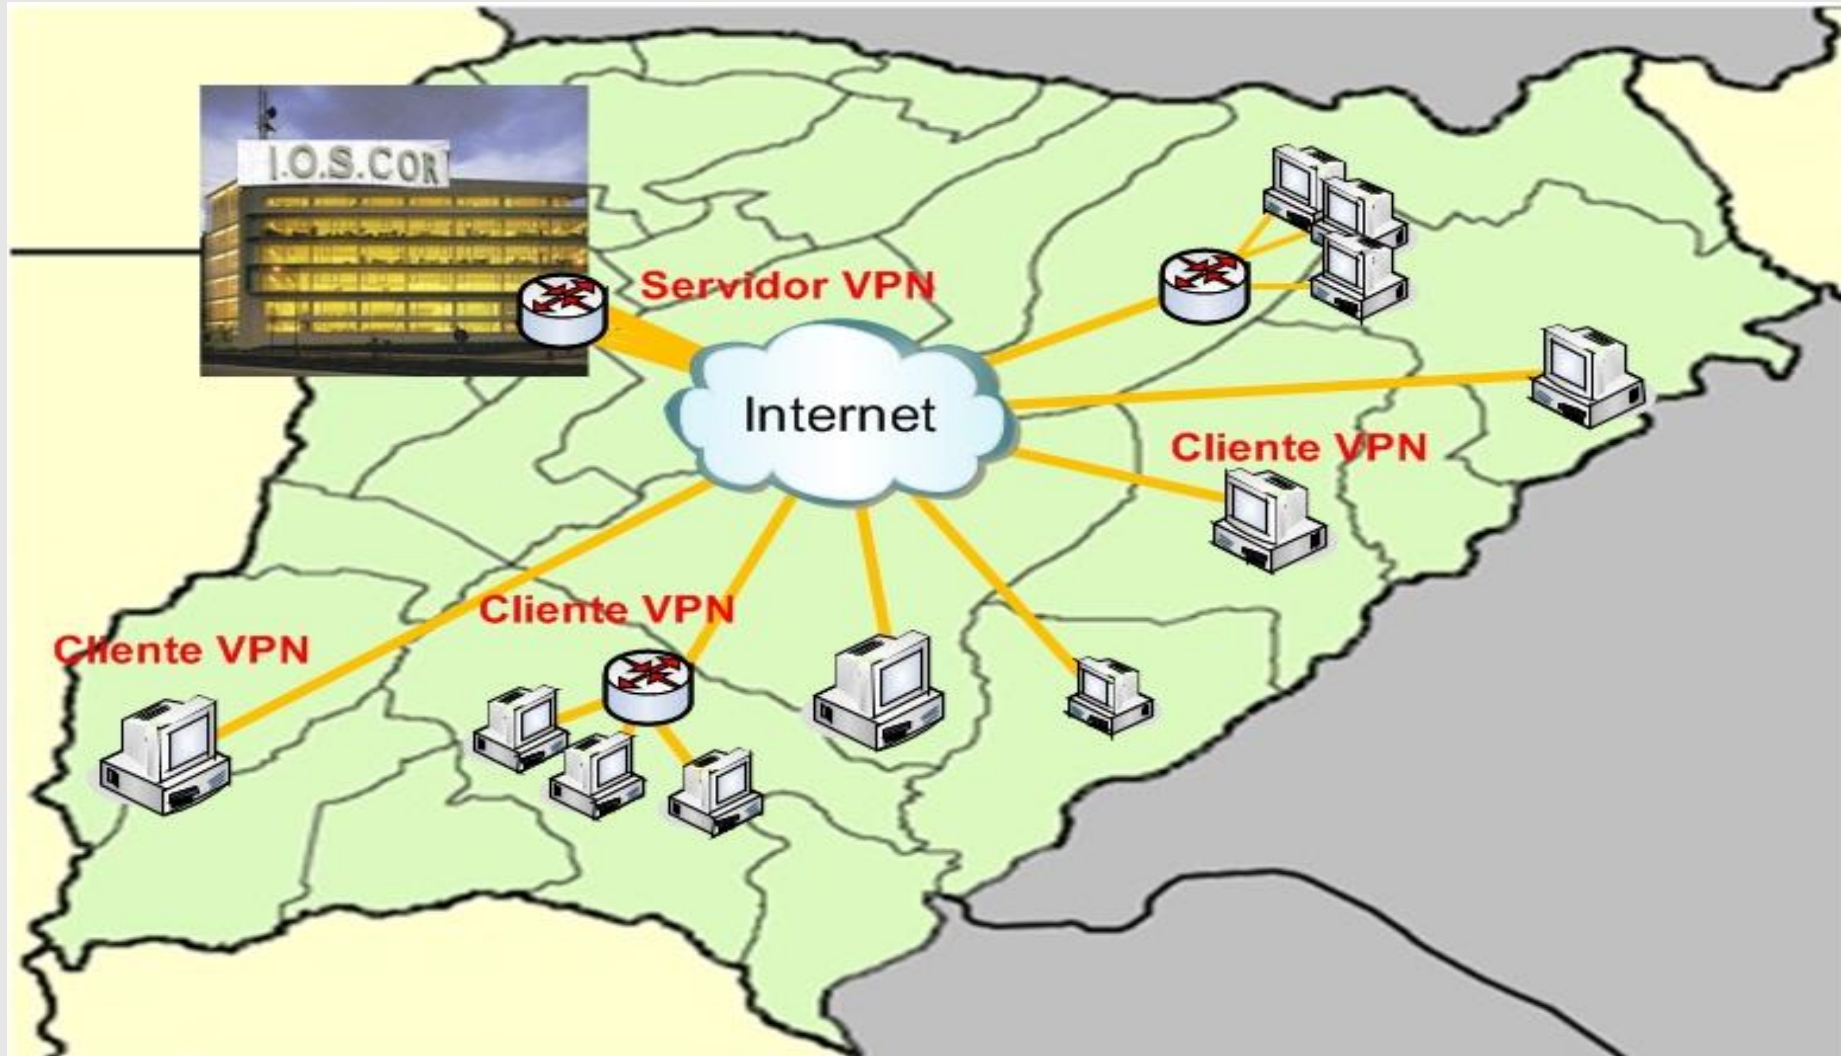 I.O.S.COR
Servidor VPN
Internet
Cliente VPN
Cliente VPN
Cliente VPN